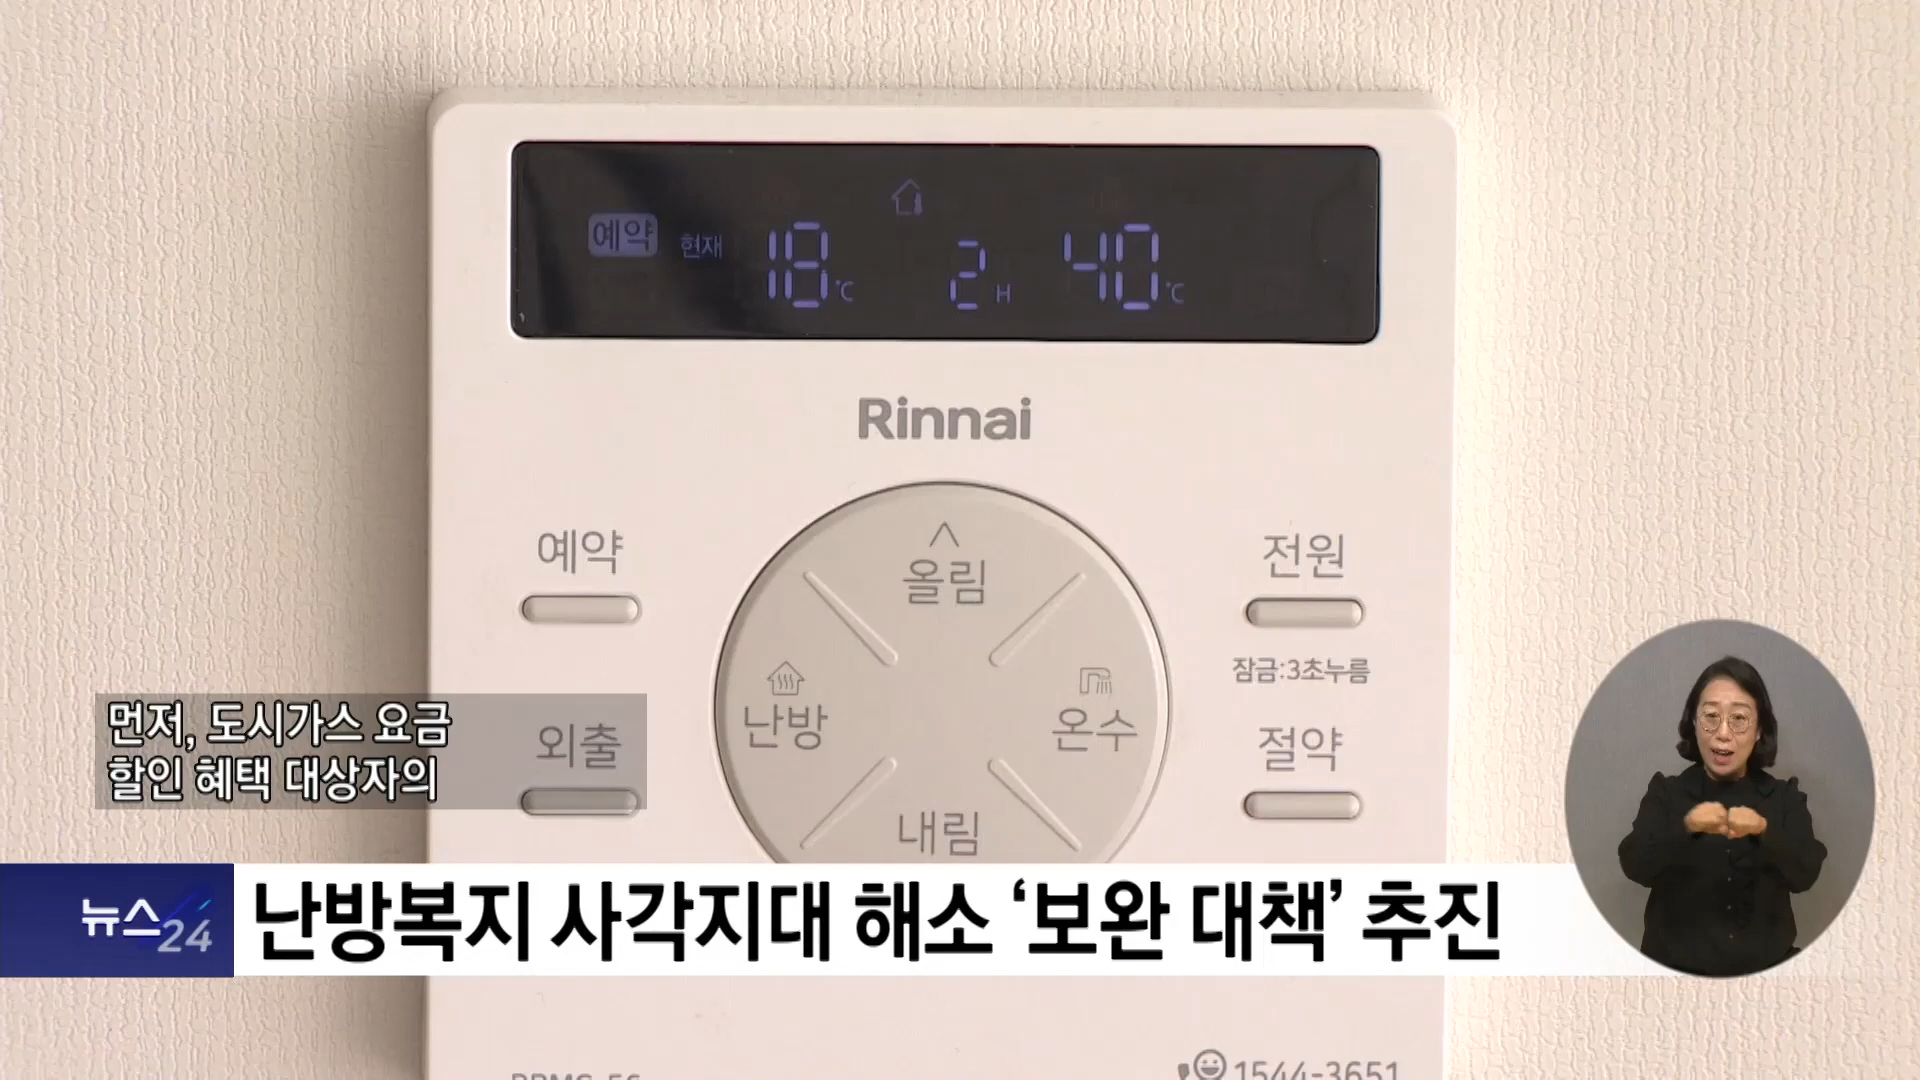 예약 현재 18℃ 2H 40℃
Rinnai
예약
올림
전원
잠금:3초누름
난방
온수
외출
절약
내림
먼저, 도시가스 요금
할인 혜택 대상자의
뉴스24
난방복지 사각지대 해소 ‘보완 대책’ 추진
1544-3651